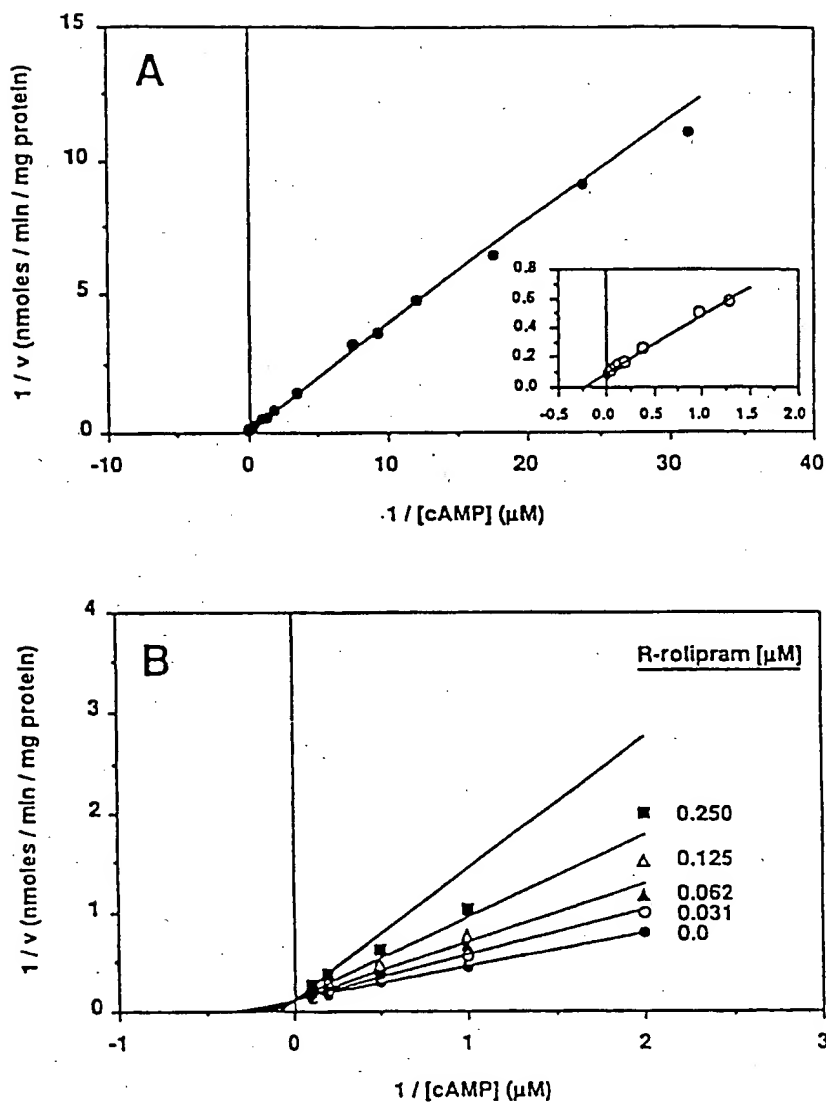 A
15
10
5
0
1 / v (nmoles / min / mg protein)
-10 0 10 20 30 40
1 / [cAMP] (µM)
0.8
0.6
0.4
0.2
0.0
-0.5 0.0 0.5 1.0 1.5 2.0
B
4
3
2
1
0
1 / v (nmoles / min / mg protein)
R-rolipram [µM]
0.250
0.125
0.062
0.031
0.0
-1 0 1 2 3
1 / [cAMP] (µM)